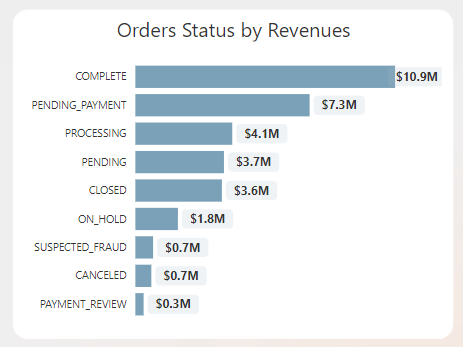 Orders Status by Revenues
COMPLETE $10.9M
PENDING_PAYMENT $7.3M
PROCESSING $4.1M
PENDING $3.7M
CLOSED $3.6M
ON_HOLD $1.8M
SUSPECTED_FRAUD $0.7M
CANCELED $0.7M
PAYMENT_REVIEW $0.3M